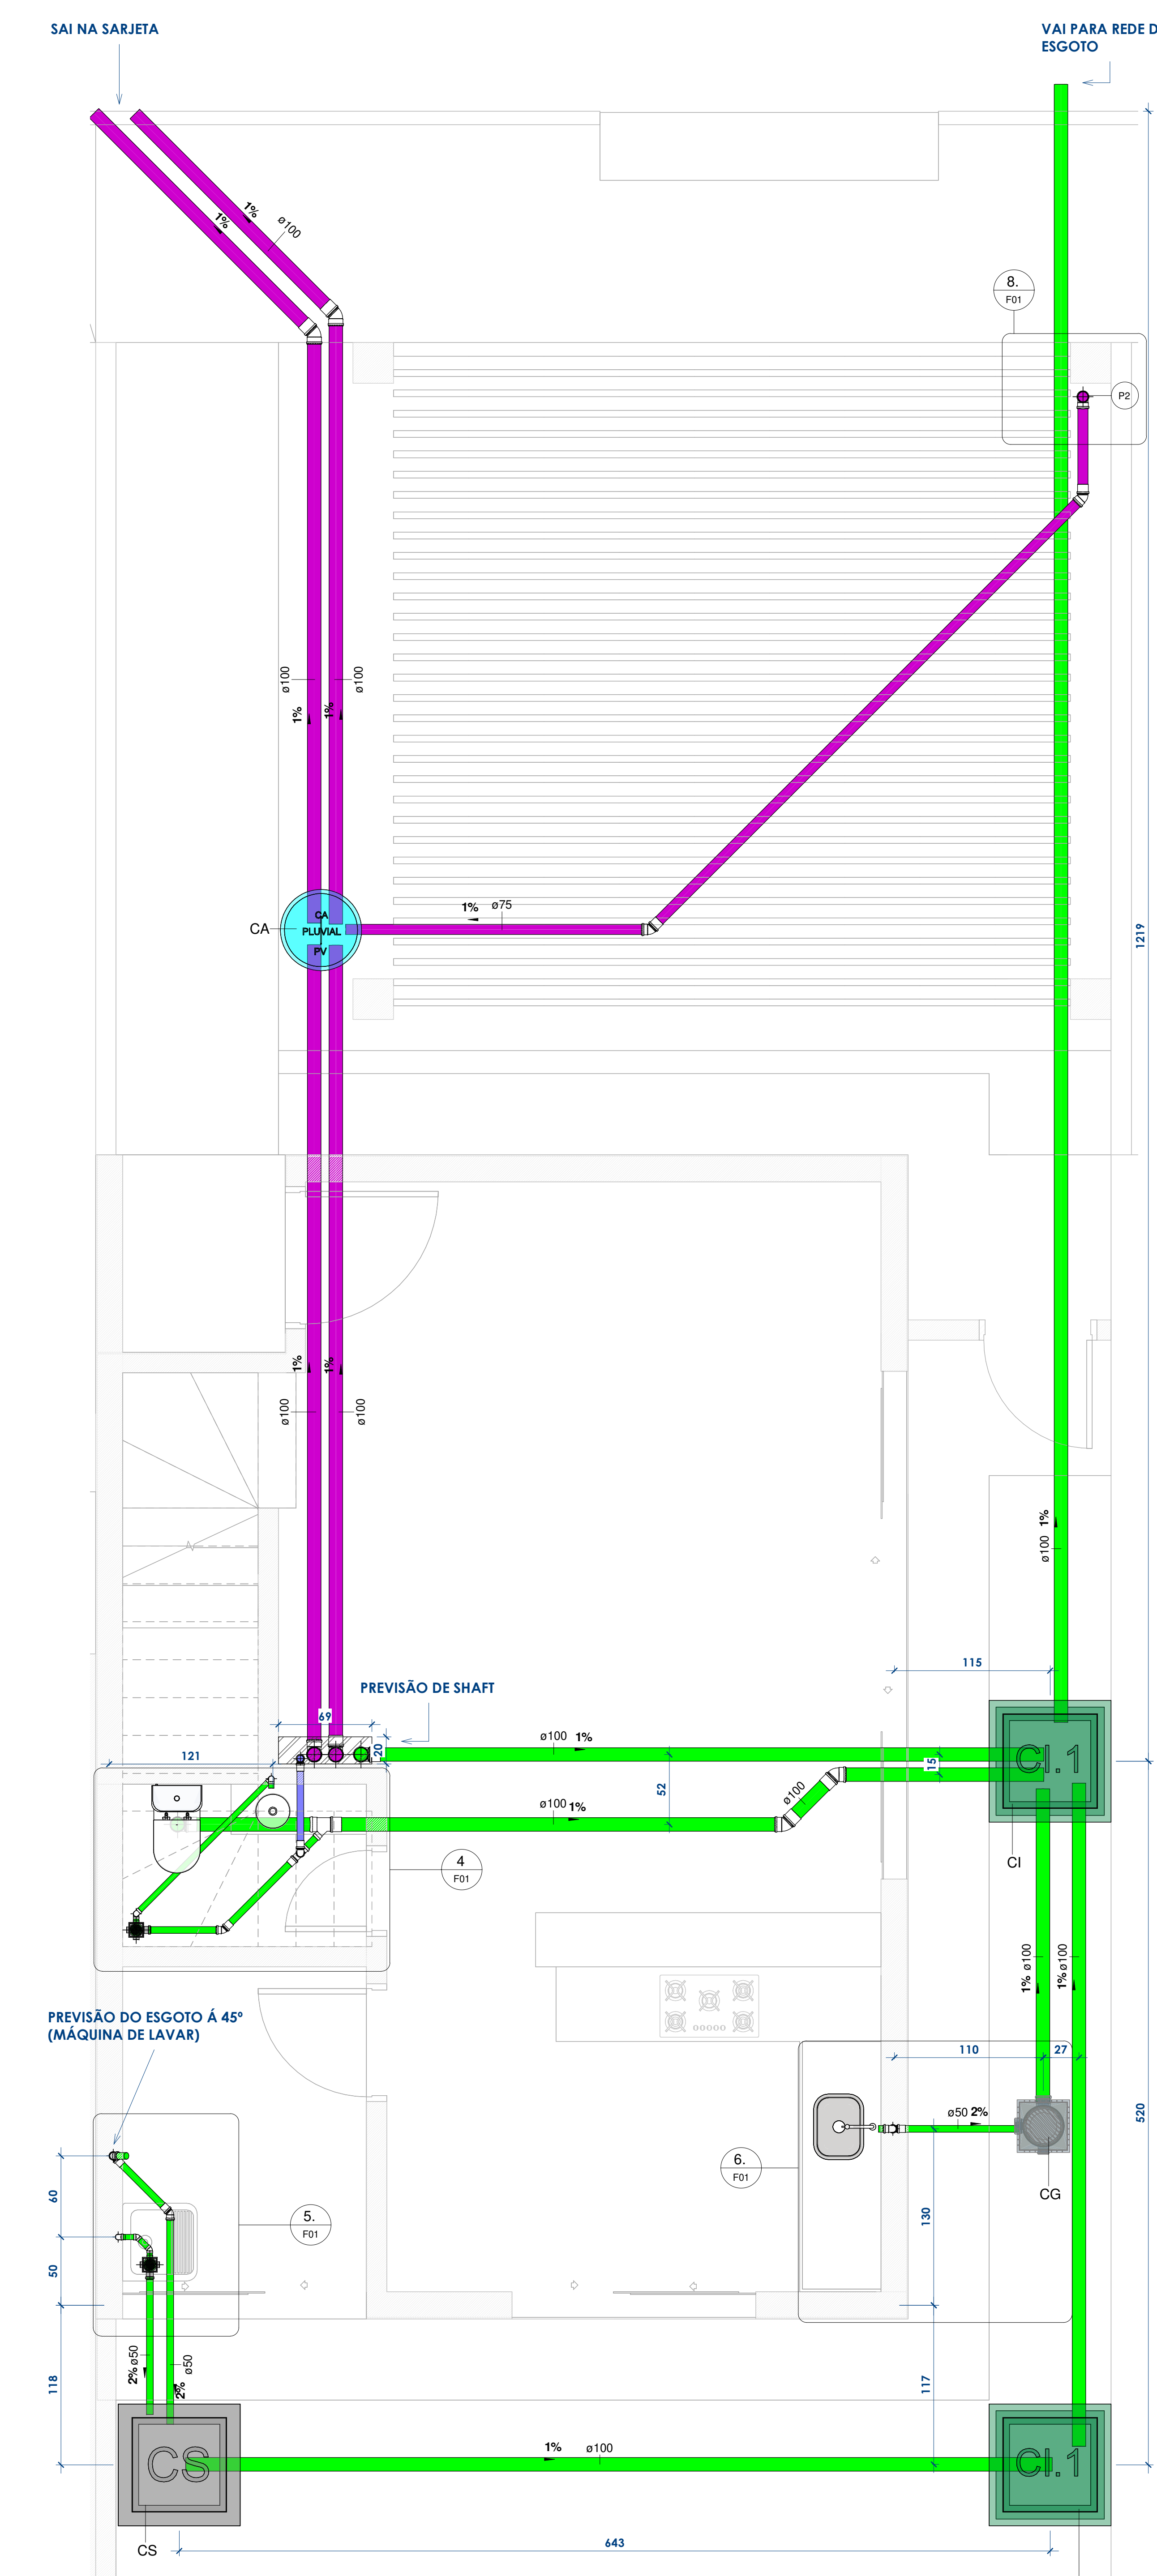 SAI NA SARJETA
VAI PARA REDE D
ESGOTO
1%
1%
ø100
8.
F01
P2
ø100
ø100
1%
1%
1%
ø75
CA
CA
PLUVIAL
PV
1219
1%
1%
ø100
ø100
ø100 1%
115
PREVISÃO DE SHAFT
69
20
121
ø100 1%
15
52
ø100
ø100 1%
CI.1
CI
4
F01
1% ø100
1% ø100
PREVISÃO DO ESGOTO Á 45º
(MÁQUINA DE LAVAR)
110
27
ø50 2%
CG
6.
F01
520
60
5.
F01
130
50
2% ø50
ø50
2%
118
117
CS
1%
ø100
CI.1
CS
643